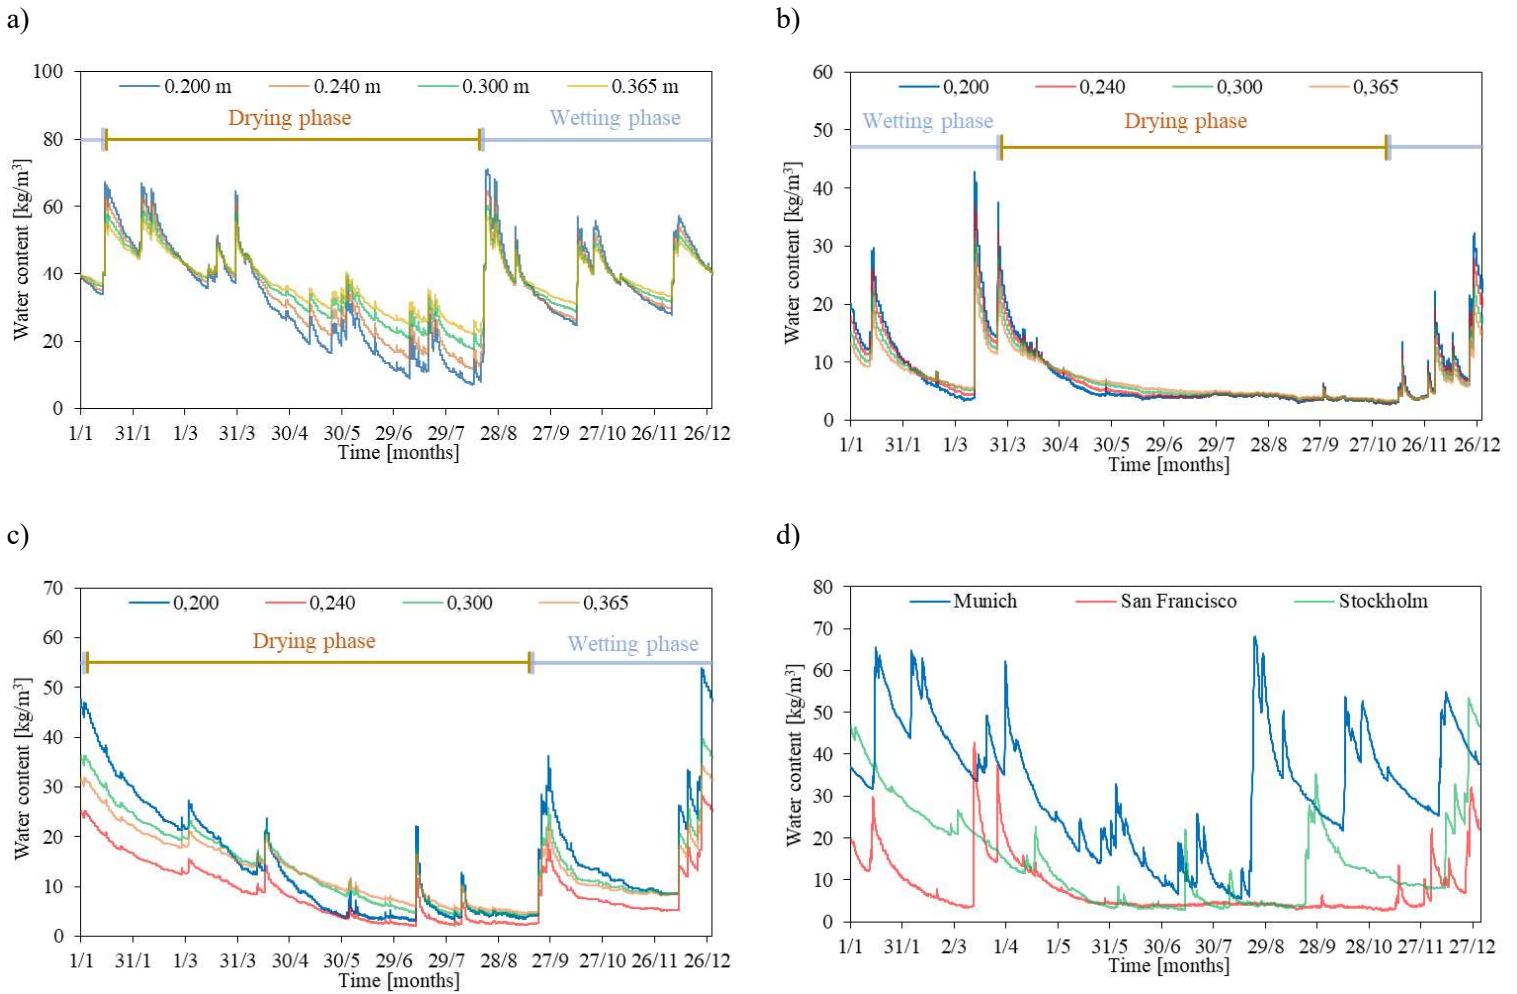 a)
0.200 m 0.240 m 0.300 m 0.365 m
Drying phase Wetting phase
Water content [kg/m³]
100
80
60
40
20
0
1/1 31/1 1/3 31/3 30/4 30/5 29/6 29/7 28/8 27/9 27/10 26/11 26/12
Time [months]
b)
0,200 0,240 0,300 0,365
Wetting phase Drying phase
Water content [kg/m³]
60
50
40
30
20
10
0
1/1 31/1 1/3 31/3 30/4 30/5 29/6 29/7 28/8 27/9 27/10 26/11 26/12
Time [months]
c)
0,200 0,240 0,300 0.365
Drying phase Wetting phase
Water content [kg/m³]
70
60
50
40
30
20
10
0
1/1 31/1 1/3 31/3 30/4 30/5 29/6 29/7 28/8 27/9 27/10 26/11 26/12
Time [months]
d)
Munich San Francisco Stockholm
Water content [kg/m³]
80
70
60
50
40
30
20
10
0
1/1 31/1 2/3 1/4 1/5 31/5 30/6 30/7 29/8 28/9 28/10 27/11 27/12
Time [months]